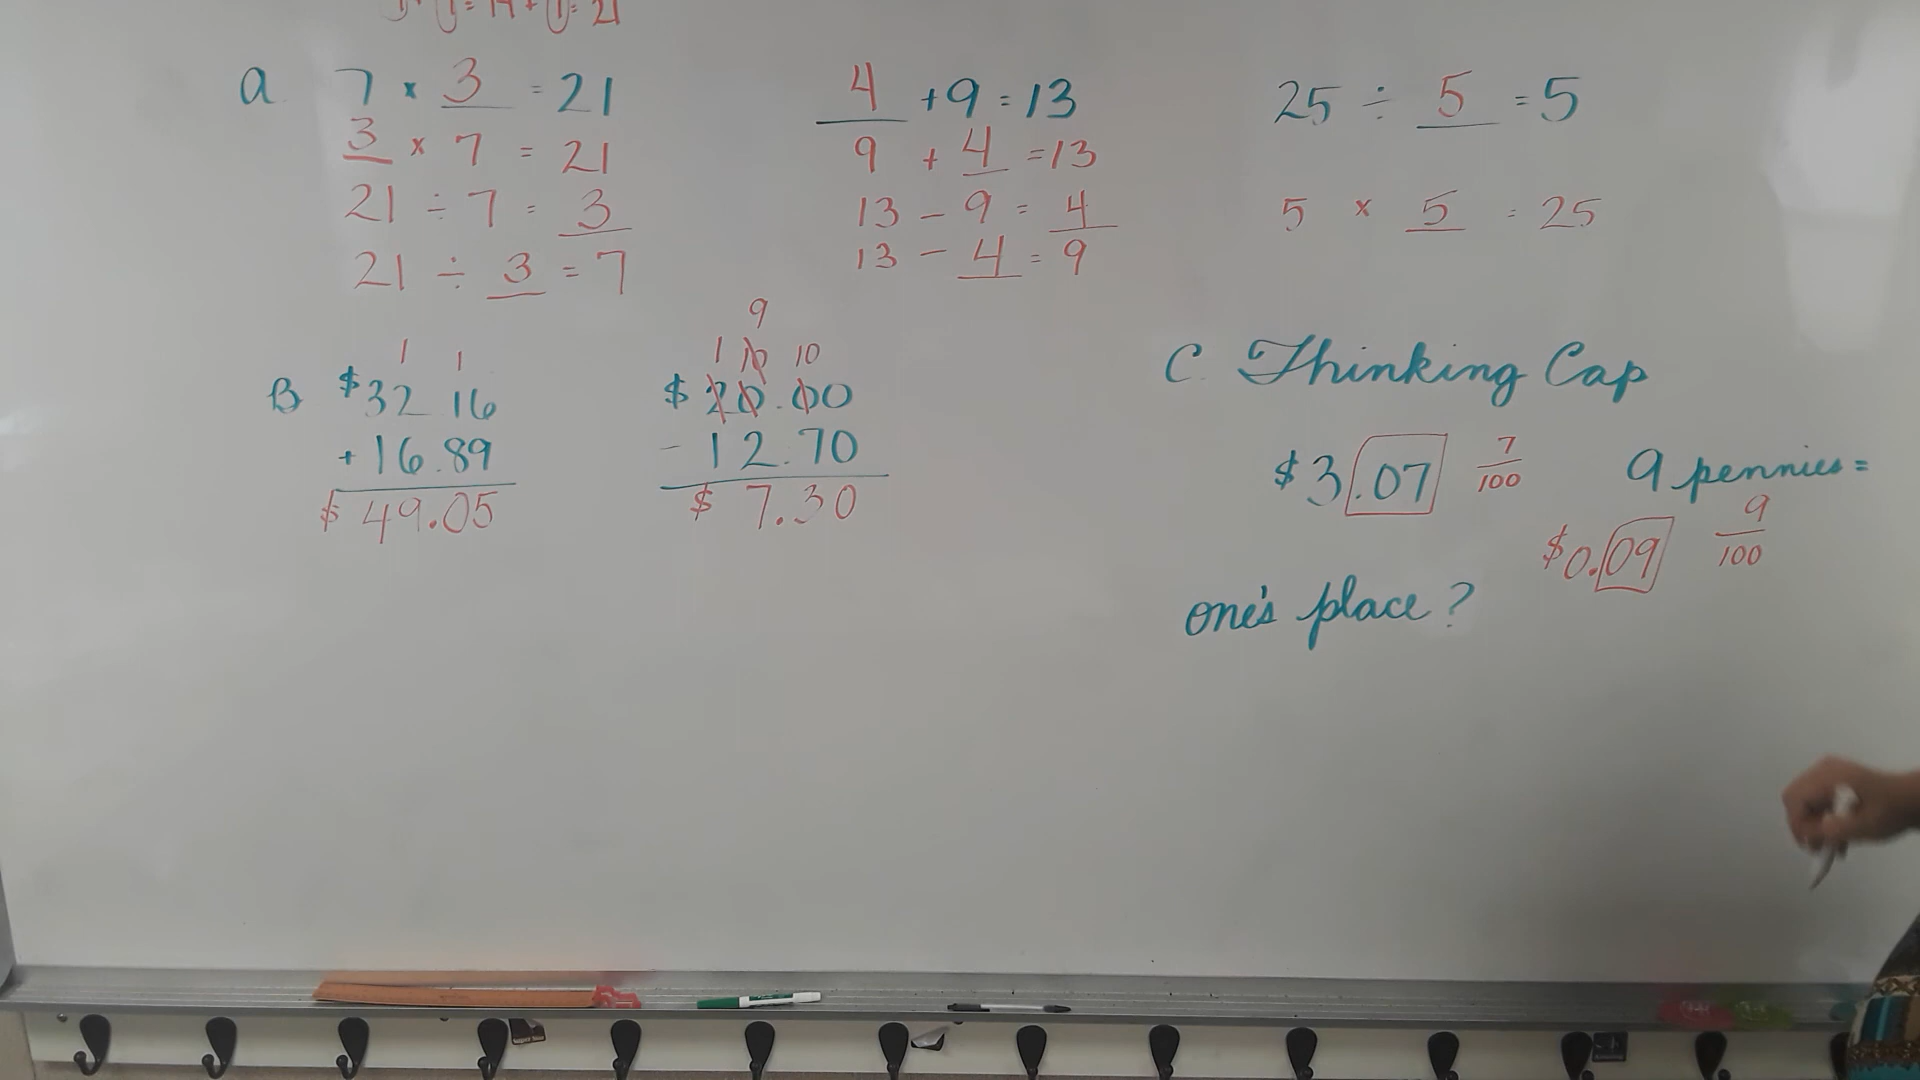 = 14 + 1 = 21
a. 7 x 3 = 21
3 x 7 = 21
21 ÷ 7 = 3
21 ÷ 3 = 7
4 + 9 = 13
9 + 4 = 13
13 - 9 = 4
13 - 4 = 9
25 ÷ 5 = 5
5 x 5 = 25
B
1 1
$32 16
+ 16.89
$ 49.05
9
1 10 10
$ 20.00
- 12.70
$ 7.30
C. Thinking Cap
$3.07 7/100
9 pennies =
$0.09 9/100
one's place?